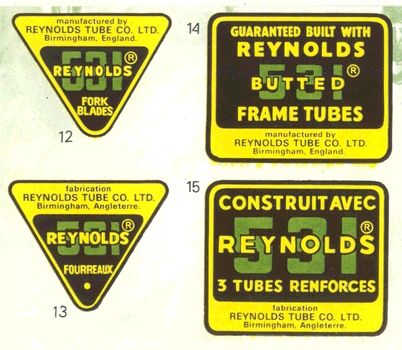 manufactured by
REYNOLDS TUBE CO. LTD.
Birmingham, England.
531
REYNOLDS®
FORK
BLADES
12
14
GUARANTEED BUILT WITH
REYNOLDS
531®
BUTTED
FRAME TUBES
manufactured by
REYNOLDS TUBE CO. LTD.
Birmingham, England.
fabrication
REYNOLDS TUBE CO. LTD.
Birmingham, Angleterre.
531
REYNOLDS®
FOURREAUX
13
15
CONSTRUIT AVEC
531
REYNOLDS®
3 TUBES RENFORCES
fabrication
REYNOLDS TUBE CO. LTD.
Birmingham, Angleterre.